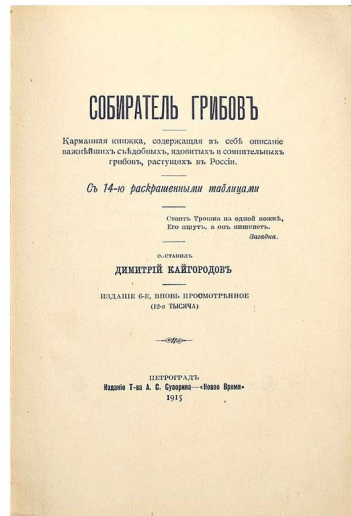 СОБИРАТЕЛЬ ГРИБОВЪ
Карманная книжка, содержащая въ себѣ описаніе
важнѣйшихъ съѣдобныхъ, ядовитыхъ и сомнительныхъ
грибовъ, растущихъ въ Россіи.
Съ 14-ю раскрашенными таблицами
Стоитъ Трошка на одной ножкѣ,
Его ищутъ, а онъ нишкнетъ.
Загадка.
составилъ
ДИМИТРІЙ КАЙГОРОДОВЪ
ИЗДАНІЕ 6-Е, ВНОВЬ ПРОСМОТРѢННОЕ
(12-я ТЫСЯЧА)
ПЕТРОГРАДЪ
Изданіе Т-ва А. С. Суворина—«Новое Время»
1915